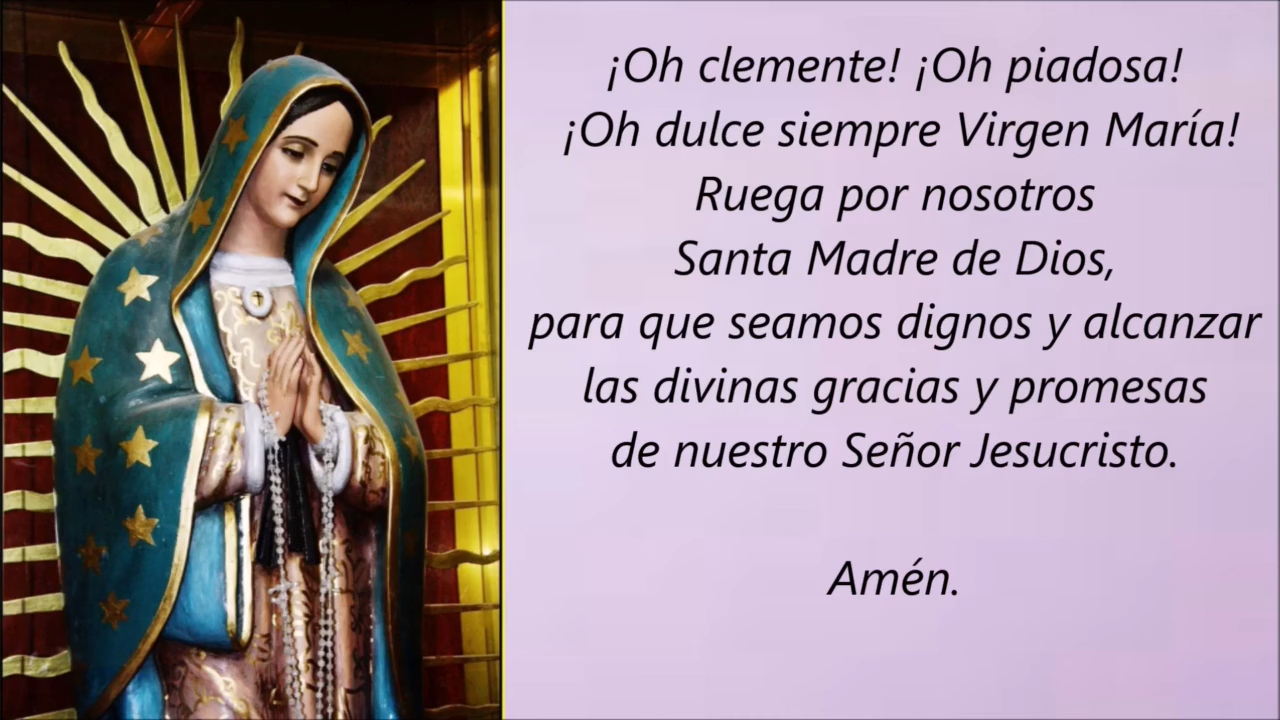 ¡Oh clemente! ¡Oh piadosa!
¡Oh dulce siempre Virgen María!
Ruega por nosotros
Santa Madre de Dios,
para que seamos dignos y alcanzar
las divinas gracias y promesas
de nuestro Señor Jesucristo.
Amén.